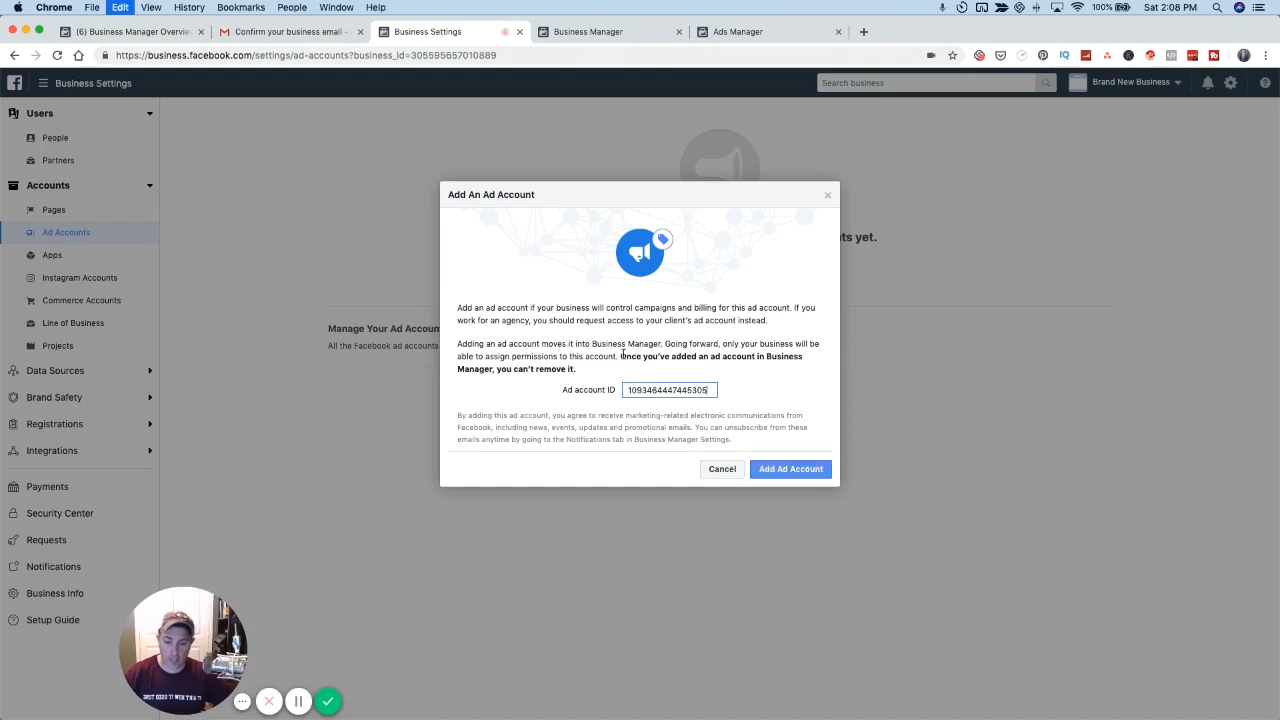 Chrome File Edit View History Bookmarks People Window Help 100% Sat 2:08 PM
(6) Business Manager Overvie Confirm your business email - Business Settings Business Manager Ads Manager
https://business.facebook.com/settings/ad-accounts?business_id=305595657010889
Business Settings Search business Brand New Business
Users
People
Partners
Accounts
Pages
Ad Accounts
Apps
Instagram Accounts
Commerce Accounts
Line of Business
Projects
Data Sources
Brand Safety
Registrations
Integrations
Payments
Security Center
Requests
Notifications
Business Info
Setup Guide
ts yet.
Manage Your Ad Accoun
All the Facebook ad accounts
Add An Ad Account
Add an ad account if your business will control campaigns and billing for this ad account. If you
work for an agency, you should request access to your client's ad account instead.
Adding an ad account moves it into Business Manager. Going forward, only your business will be
able to assign permissions to this account. Once you've added an ad account in Business
Manager, you can't remove it.
Ad account ID 1093464447445305
By adding this ad account, you agree to receive marketing-related electronic communications from
Facebook, including news, events, updates and promotional emails. You can unsubscribe from these
emails anytime by going to the Notifications tab in Business Manager Settings.
Cancel Add Ad Account